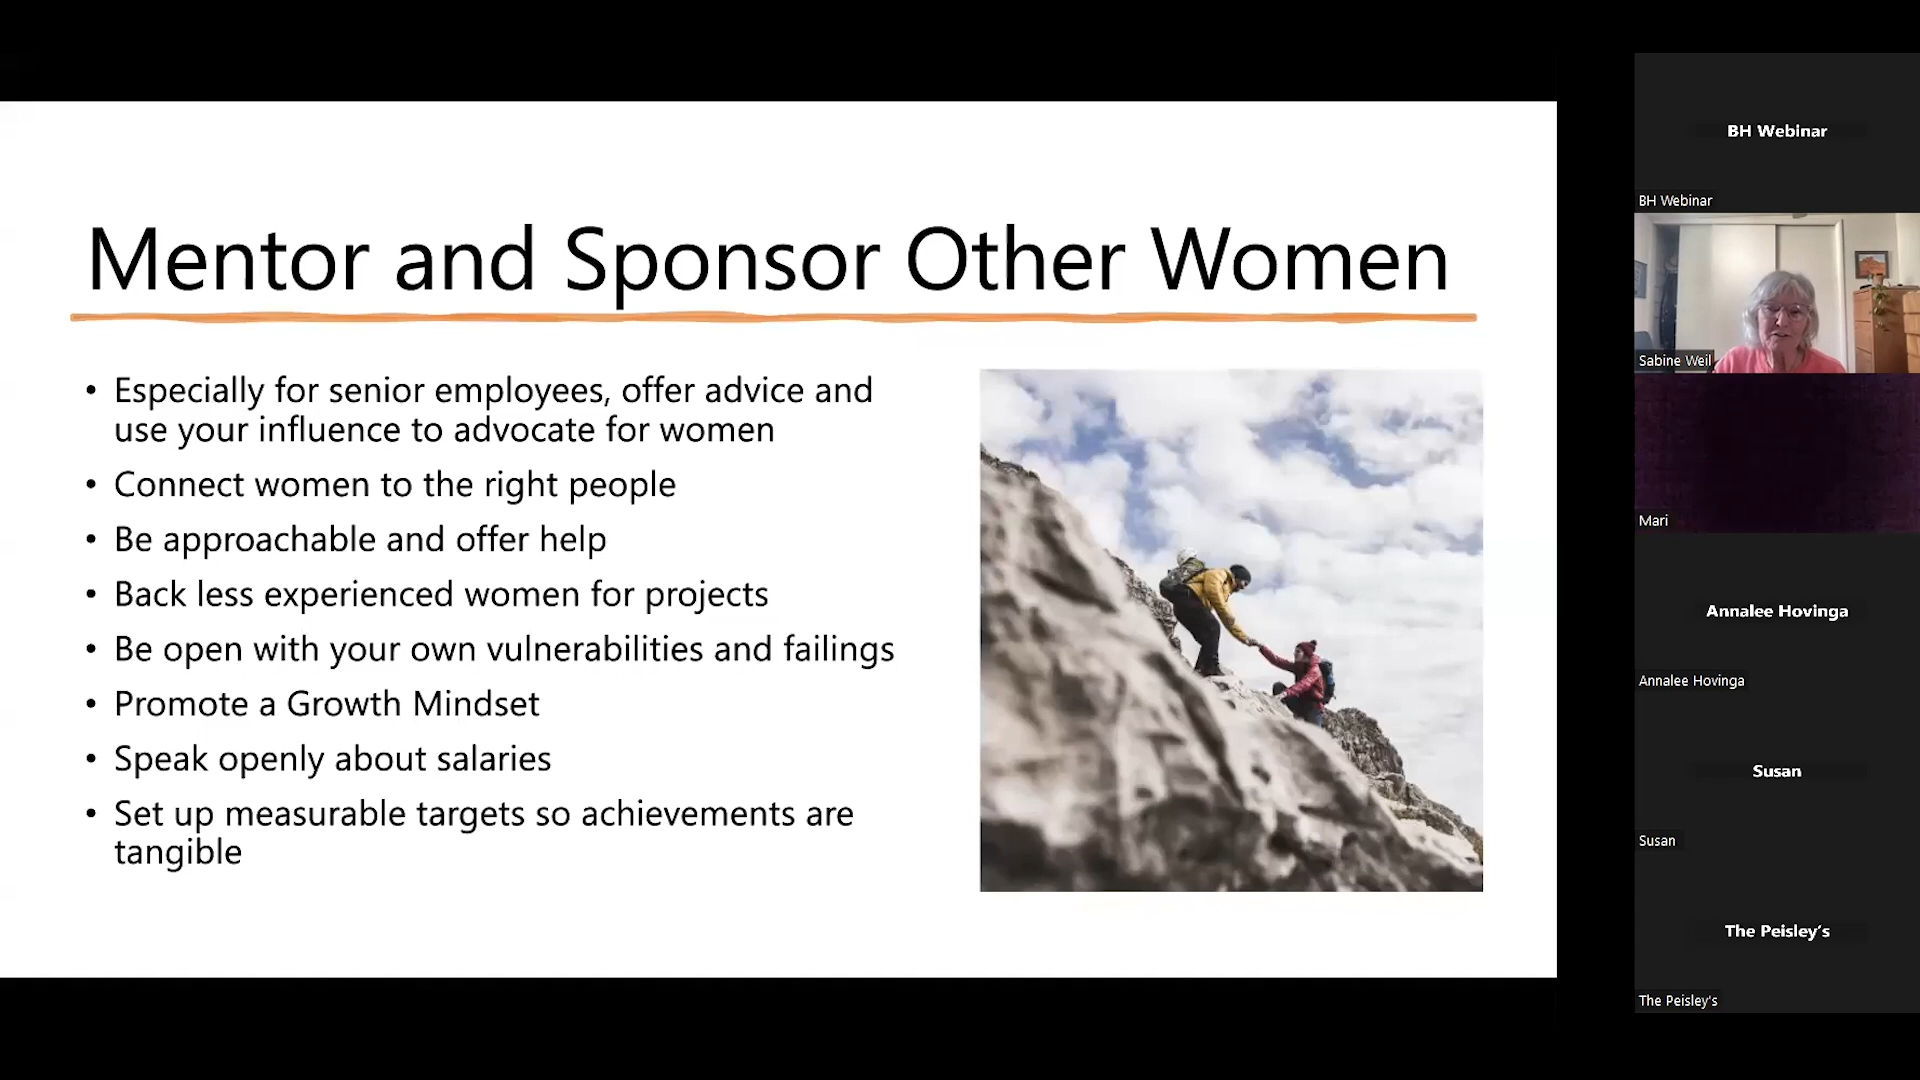 Mentor and Sponsor Other Women
• Especially for senior employees, offer advice and
use your influence to advocate for women
• Connect women to the right people
• Be approachable and offer help
• Back less experienced women for projects
• Be open with your own vulnerabilities and failings
• Promote a Growth Mindset
• Speak openly about salaries
• Set up measurable targets so achievements are
tangible
BH Webinar
BH Webinar
Sabine Weil
Mari
Annalee Hovinga
Annalee Hovinga
Susan
Susan
The Peisley's
The Peisley's